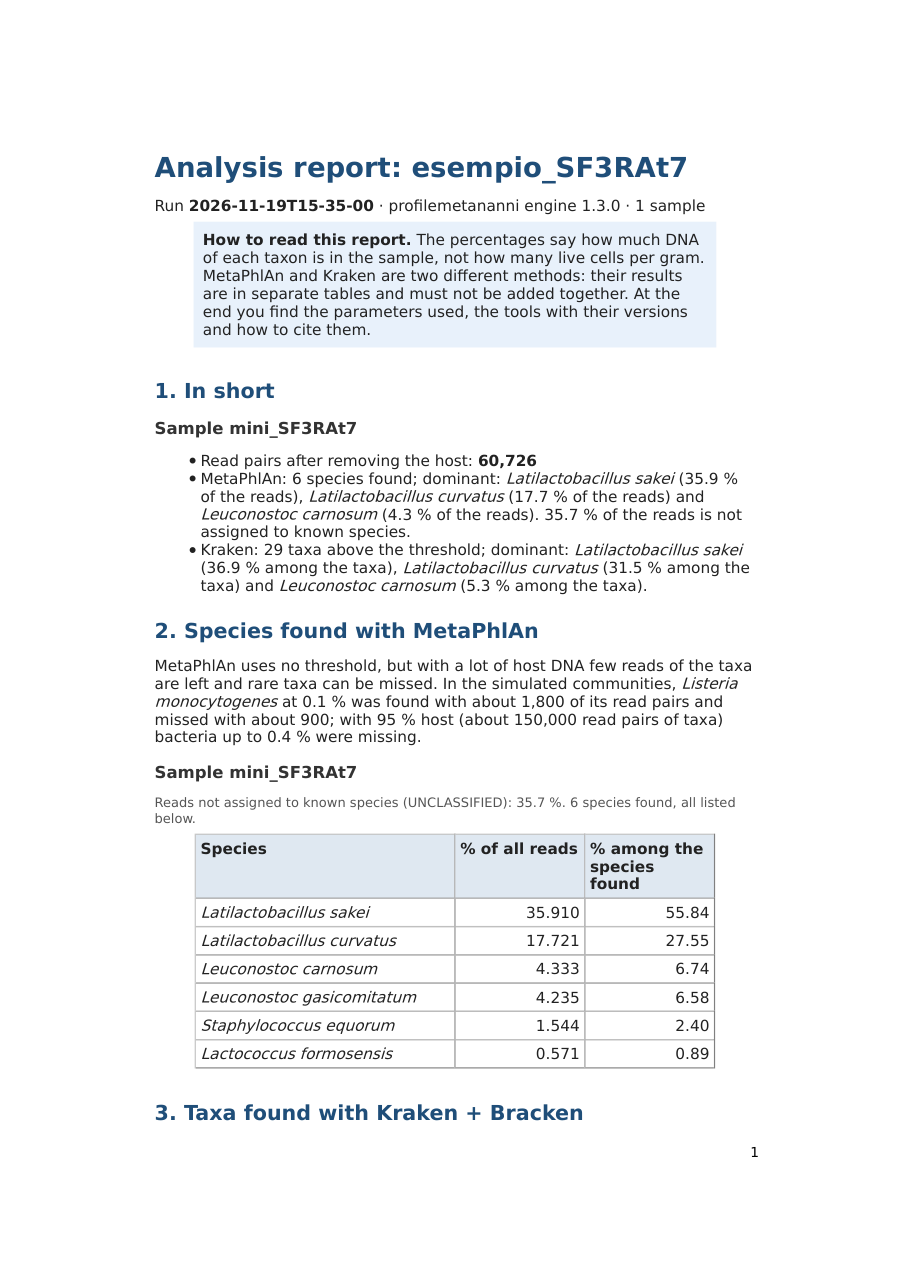 Analysis report: esempio_SF3RAt7
Run 2026-11-19T15-35-00 · profilemetananni engine 1.3.0 · 1 sample
How to read this report. The percentages say how much DNA
of each taxon is in the sample, not how many live cells per gram.
MetaPhlAn and Kraken are two different methods: their results
are in separate tables and must not be added together. At the
end you find the parameters used, the tools with their versions
and how to cite them.
1. In short
Sample mini_SF3RAt7
• Read pairs after removing the host: 60,726
• MetaPhlAn: 6 species found; dominant: Latilactobacillus sakei (35.9 %
of the reads), Latilactobacillus curvatus (17.7 % of the reads) and
Leuconostoc carnosum (4.3 % of the reads). 35.7 % of the reads is not
assigned to known species.
• Kraken: 29 taxa above the threshold; dominant: Latilactobacillus sakei
(36.9 % among the taxa), Latilactobacillus curvatus (31.5 % among the
taxa) and Leuconostoc carnosum (5.3 % among the taxa).
2. Species found with MetaPhlAn
MetaPhlAn uses no threshold, but with a lot of host DNA few reads of the taxa
are left and rare taxa can be missed. In the simulated communities, Listeria
monocytogenes at 0.1 % was found with about 1,800 of its read pairs and
missed with about 900; with 95 % host (about 150,000 read pairs of taxa)
bacteria up to 0.4 % were missing.
Sample mini_SF3RAt7
Reads not assigned to known species (UNCLASSIFIED): 35.7 %. 6 species found, all listed
below.
Species % of all reads % among the
species
found
Latilactobacillus sakei 35.910 55.84
Latilactobacillus curvatus 17.721 27.55
Leuconostoc carnosum 4.333 6.74
Leuconostoc gasicomitatum 4.235 6.58
Staphylococcus equorum 1.544 2.40
Lactococcus formosensis 0.571 0.89
3. Taxa found with Kraken + Bracken
1